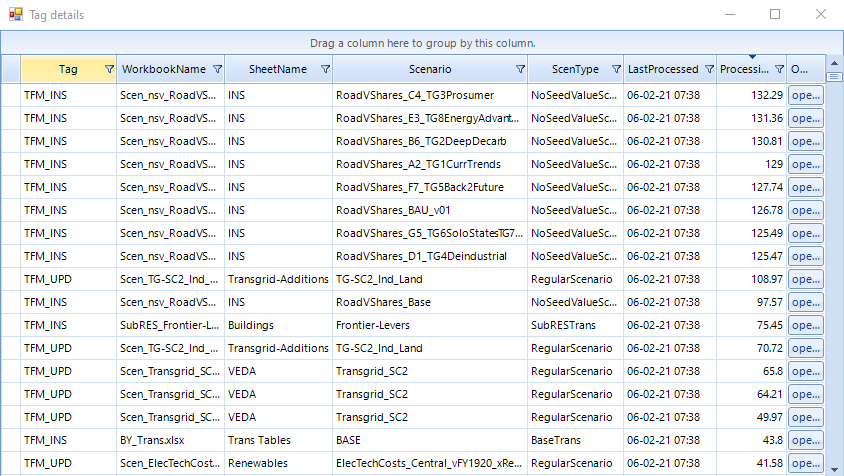 Tag details
Drag a column here to group by this column.
Tag WorkbookName SheetName Scenario ScenType LastProcessed Processi... O...
TFM_INS Scen_nsv_RoadVS... INS RoadVShares_C4_TG3Prosumer NoSeedValueSc... 06-02-21 07:38 132.29 ope...
TFM_INS Scen_nsv_RoadVS... INS RoadVShares_E3_TG8EnergyAdvant... NoSeedValueSc... 06-02-21 07:38 131.36 ope...
TFM_INS Scen_nsv_RoadVS... INS RoadVShares_B6_TG2DeepDecarb NoSeedValueSc... 06-02-21 07:38 130.81 ope...
TFM_INS Scen_nsv_RoadVS... INS RoadVShares_A2_TG1CurrTrends NoSeedValueSc... 06-02-21 07:38 129 ope...
TFM_INS Scen_nsv_RoadVS... INS RoadVShares_F7_TG5Back2Future NoSeedValueSc... 06-02-21 07:38 127.74 ope...
TFM_INS Scen_nsv_RoadVS... INS RoadVShares_BAU_v01 NoSeedValueSc... 06-02-21 07:38 126.78 ope...
TFM_INS Scen_nsv_RoadVS... INS RoadVShares_G5_TG6SoloStatesTG7... NoSeedValueSc... 06-02-21 07:38 125.49 ope...
TFM_INS Scen_nsv_RoadVS... INS RoadVShares_D1_TG4Deindustrial NoSeedValueSc... 06-02-21 07:38 125.47 ope...
TFM_UPD Scen_TG-SC2_Ind_... Transgrid-Additions TG-SC2_Ind_Land RegularScenario 06-02-21 07:38 108.97 ope...
TFM_INS Scen_nsv_RoadVS... INS RoadVShares_Base NoSeedValueSc... 06-02-21 07:38 97.57 ope...
TFM_INS SubRES_Frontier-L... Buildings Frontier-Levers SubRESTrans 06-02-21 07:38 75.45 ope...
TFM_UPD Scen_TG-SC2_Ind_... Transgrid-Additions TG-SC2_Ind_Land RegularScenario 06-02-21 07:38 70.72 ope...
TFM_UPD Scen_Transgrid_SC... VEDA Transgrid_SC2 RegularScenario 06-02-21 07:38 65.8 ope...
TFM_UPD Scen_Transgrid_SC... VEDA Transgrid_SC2 RegularScenario 06-02-21 07:38 64.21 ope...
TFM_UPD Scen_Transgrid_SC... VEDA Transgrid_SC2 RegularScenario 06-02-21 07:38 49.97 ope...
TFM_INS BY_Trans.xlsx Trans Tables BASE BaseTrans 06-02-21 07:38 43.8 ope...
TFM_UPD Scen_ElecTechCost... Renewables ElecTechCosts_Central_vFY1920_xRe... RegularScenario 06-02-21 07:38 41.58 ope...